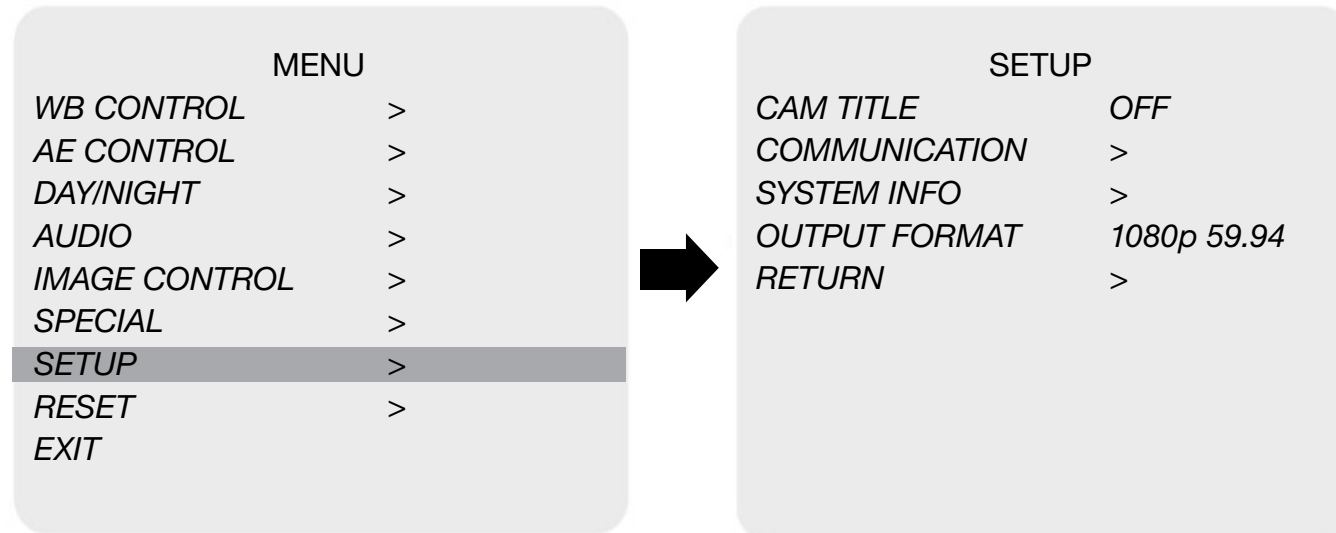 MENU
WB CONTROL >
AE CONTROL >
DAY/NIGHT >
AUDIO >
IMAGE CONTROL >
SPECIAL >
SETUP >
RESET >
EXIT
SETUP
CAM TITLE OFF
COMMUNICATION >
SYSTEM INFO >
OUTPUT FORMAT 1080p 59.94
RETURN >